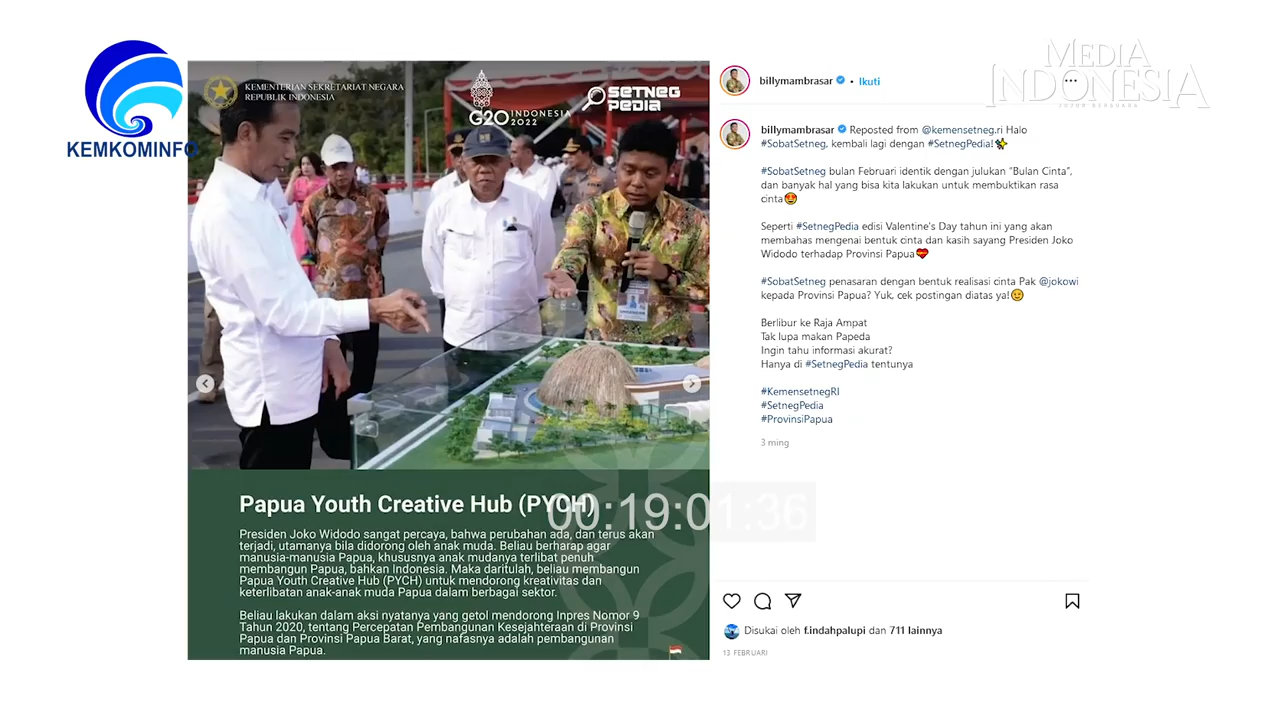 KEMKOMINFO
KEMENTERIAN SEKRETARIAT NEGARA
REPUBLIK INDONESIA
G20 INDONESIA
2022
SETNEG
PEDIA
MEDIA
INDONESIA
JUJUR BERSUARA
billymambrasar • Ikuti
billymambrasar Reposted from @kemensetneg.ri Halo
#SobatSetneg, kembali lagi dengan #SetnegPedia!✨
#SobatSetneg bulan Februari identik dengan julukan "Bulan Cinta",
dan banyak hal yang bisa kita lakukan untuk membuktikan rasa
cinta😍
Seperti #SetnegPedia edisi Valentine's Day tahun ini yang akan
membahas mengenai bentuk cinta dan kasih sayang Presiden Joko
Widodo terhadap Provinsi Papua💝
#SobatSetneg penasaran dengan bentuk realisasi cinta Pak @jokowi
kepada Provinsi Papua? Yuk, cek postingan diatas ya!😉
Berlibur ke Raja Ampat
Tak lupa makan Papeda
Ingin tahu informasi akurat?
Hanya di #SetnegPedia tentunya
#KemensetnegRI
#SetnegPedia
#ProvinsiPapua
3 ming
Papua Youth Creative Hub (PYCH)
00:19:01:36
Presiden Joko Widodo sangat percaya, bahwa perubahan ada, dan terus akan
terjadi, utamanya bila didorong oleh anak muda. Beliau berharap agar
manusia-manusia Papua, khususnya anak mudanya terlibat penuh
membangun Papua, bahkan Indonesia. Maka daritulah, beliau membangun
Papua Youth Creative Hub (PYCH) untuk mendorong kreativitas dan
keterlibatan anak-anak muda Papua dalam berbagai sektor.
Beliau lakukan dalam aksi nyatanya yang getol mendorong Inpres Nomor 9
Tahun 2020, tentang Percepatan Pembangunan Kesejahteraan di Provinsi
Papua dan Provinsi Papua Barat, yang nafasnya adalah pembangunan
manusia Papua.
Disukai oleh f.indahpalupi dan 711 lainnya
13 FEBRUARI